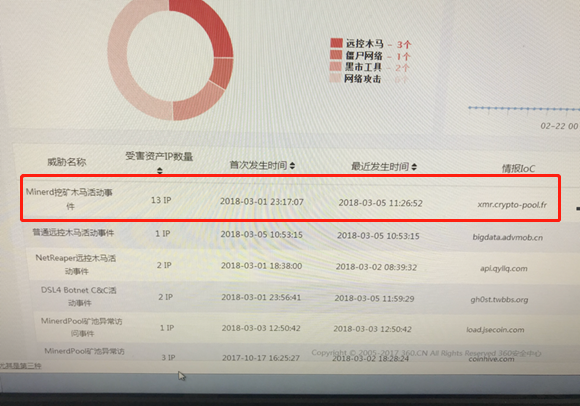 远控木马 - 3个
僵尸网络 - 1个
黑市工具 - 2个
网络攻击
02-22 00
威胁名称 受害资产IP数量 首次发生时间 最近发生时间 情报IoC
Minerd挖矿木马活动事
件 13 IP 2018-03-01 23:17:07 2018-03-05 11:26:52 xmr.crypto-pool.fr
普通远控木马活动事件 1 IP 2018-03-05 10:53:15 2018-03-05 10:53:15 bigdata.advmob.cn
NetReaper远控木马活
动事件 2 IP 2018-03-01 18:38:00 2018-03-02 08:39:32 api.qyllq.com
DSL4 Botnet C&C活
动事件 2 IP 2018-03-01 23:56:41 2018-03-05 11:59:29 gh0st.twbbs.org
MinerdPool矿池异常访
问事件 1 IP 2018-03-03 12:50:42 2018-03-03 12:50:42 load.jsecoin.com
MinerdPool矿池异常访
3 IP 2017-10-17 16:25:27 2018-03-02 18:28:24 coinhive.com
Copyright © 2005-2017 360.CN All Rights Reserved 360安全中心